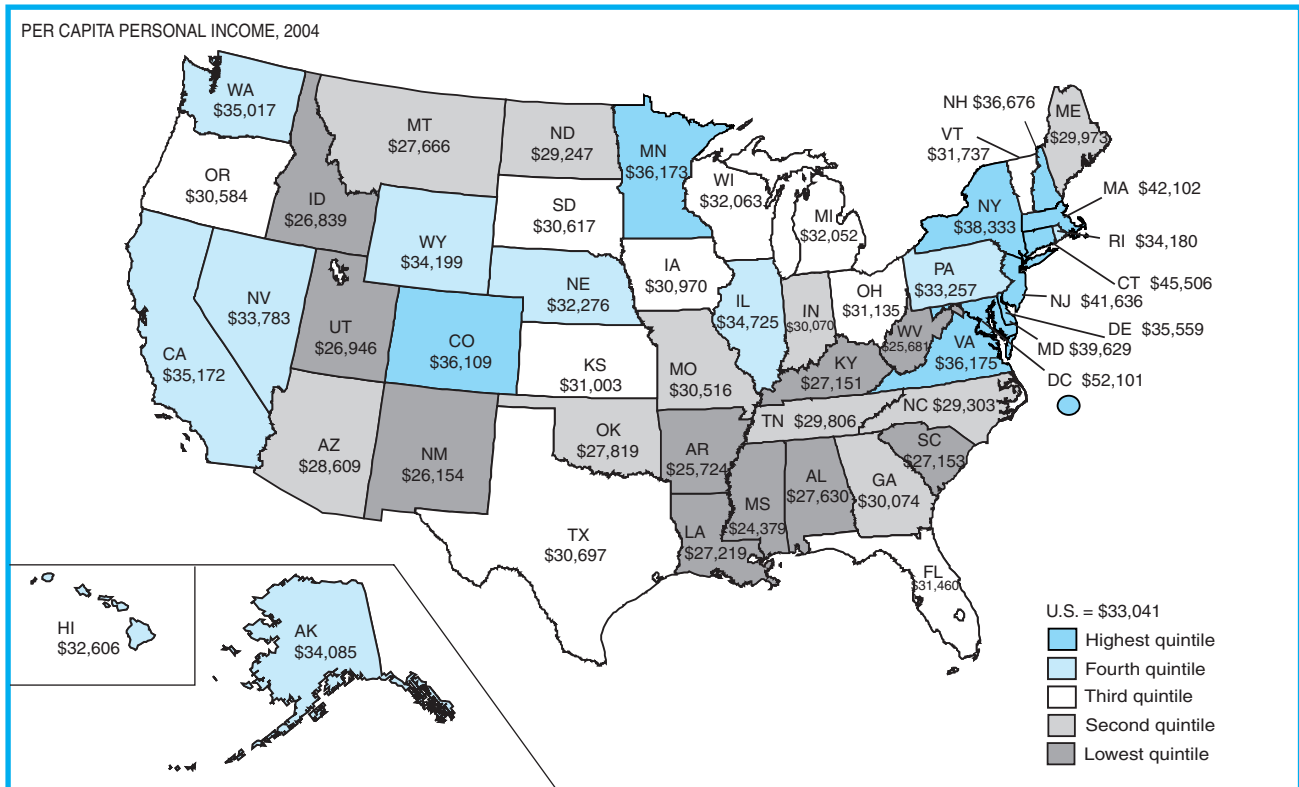 PER CAPITA PERSONAL INCOME, 2004
WA
$35,017
OR
$30,584
CA
$35,172
NV
$33,783
ID
$26,839
MT
$27,666
WY
$34,199
UT
$26,946
AZ
$28,609
CO
$36,109
NM
$26,154
ND
$29,247
SD
$30,617
NE
$32,276
KS
$31,003
OK
$27,819
TX
$30,697
MN
$36,173
IA
$30,970
MO
$30,516
AR
$25,724
LA
$27,219
WI
$32,063
IL
$34,725
MI
$32,052
IN
$30,070
OH
$31,135
KY
$27,151
TN $29,806
MS
$24,379
AL
$27,630
GA
$30,074
FL
$31,460
SC
$27,153
NC $29,303
VA
$36,175
WV
$25,681
PA
$33,257
NY
$38,333
VT
$31,737
NH $36,676
ME
$29,973
MA $42,102
RI $34,180
CT $45,506
NJ $41,636
DE $35,559
MD $39,629
DC $52,101
HI
$32,606
AK
$34,085
U.S. = $33,041
Highest quintile
Fourth quintile
Third quintile
Second quintile
Lowest quintile